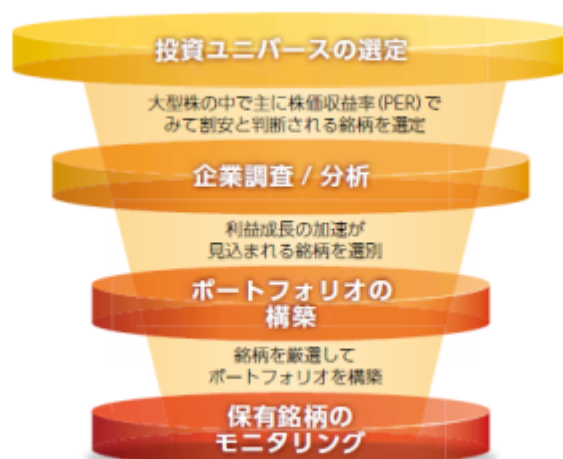 投資ユニバースの選定
大型株の中で主に株価収益率(PER)で
みて割安と判断される銘柄を選定
企業調査 / 分析
利益成長の加速が
見込まれる銘柄を選別
ポートフォリオの
構築
銘柄を厳選して
ポートフォリオを構築
保有銘柄の
モニタリング